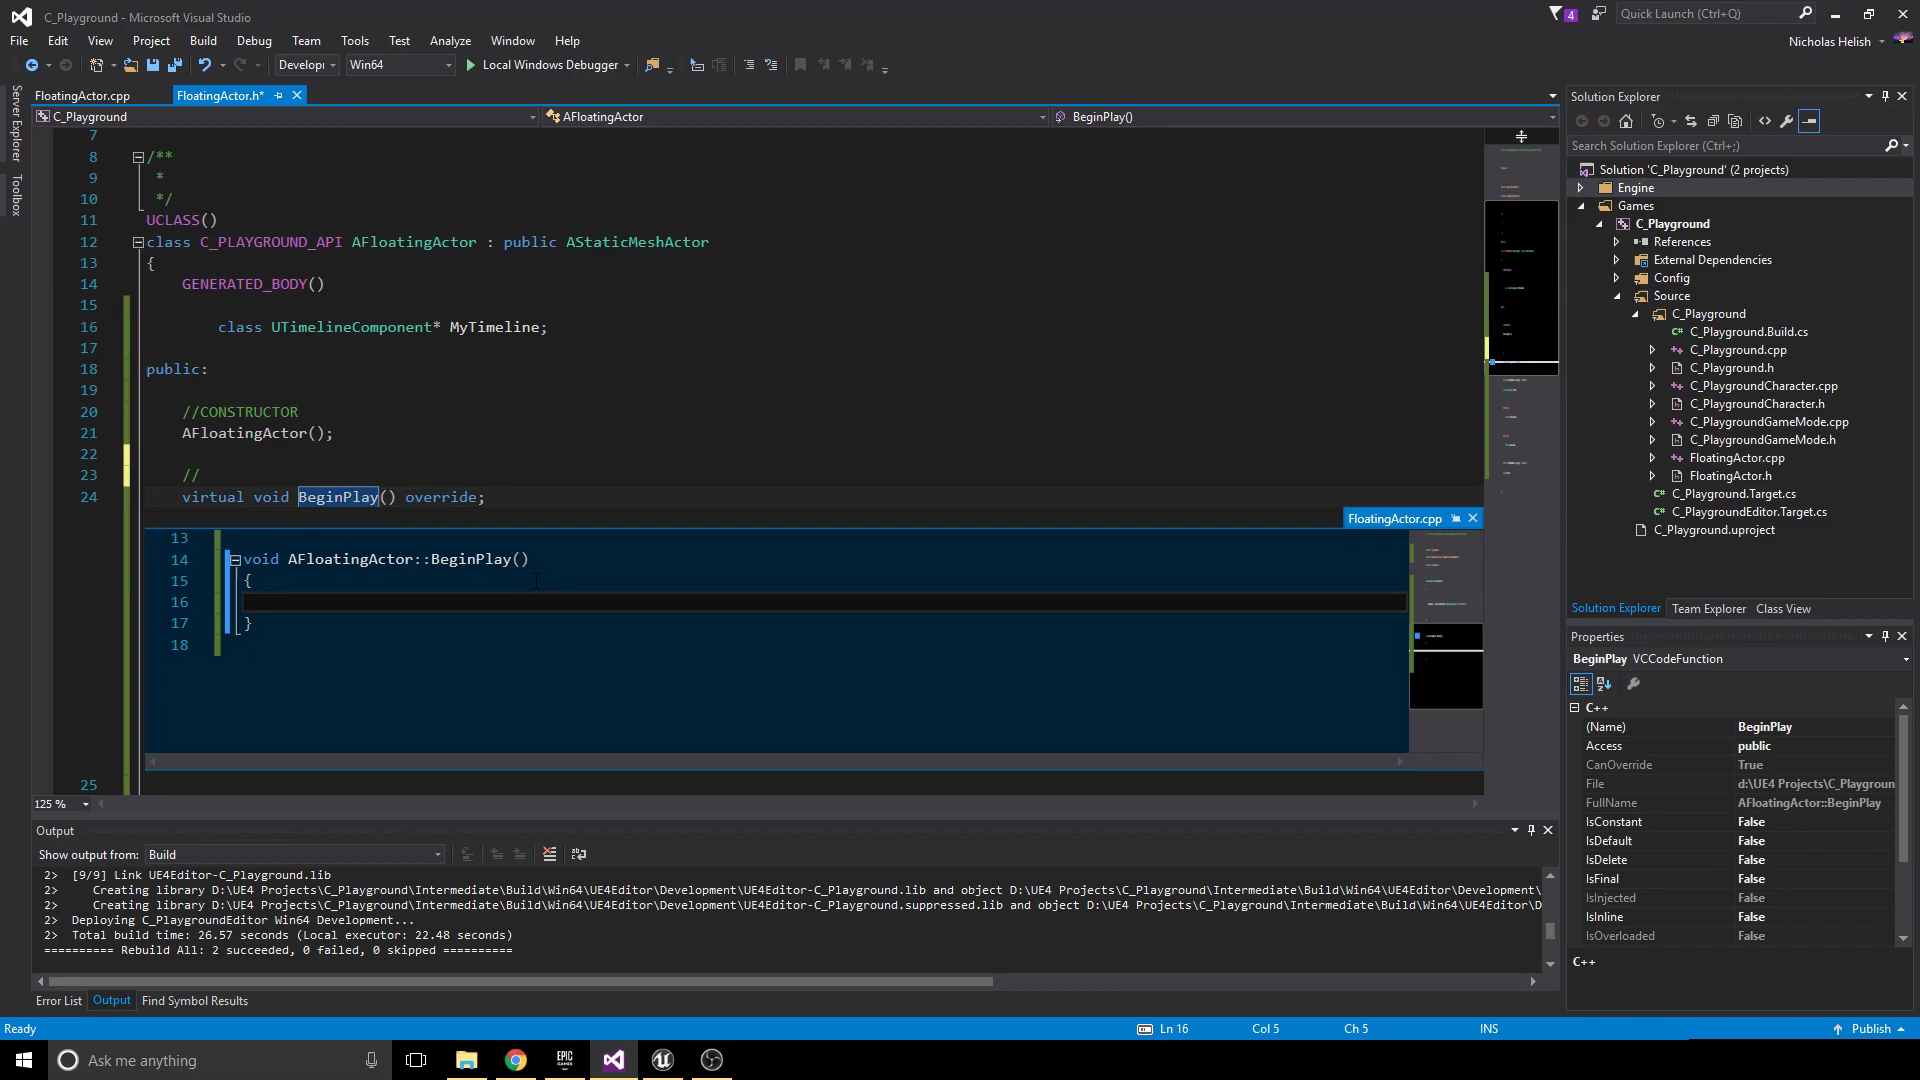 C_Playground - Microsoft Visual Studio
4
Quick Launch (Ctrl+Q)
File Edit View Project Build Debug Team Tools Test Analyze Window Help
Nicholas Helish
Develop
Win64
Local Windows Debugger
Server Explorer
Toolbox
FloatingActor.cpp
FloatingActor.h*
C_Playground
AFloatingActor
BeginPlay()
7
8 /**
9 *
10 */
11 UCLASS()
12 class C_PLAYGROUND_API AFloatingActor : public AStaticMeshActor
13 {
14 GENERATED_BODY()
15
16 class UTimelineComponent* MyTimeline;
17
18 public:
19
20 //CONSTRUCTOR
21 AFloatingActor();
22
23 //
24 virtual void BeginPlay() override;
FloatingActor.cpp
13
14 void AFloatingActor::BeginPlay()
15 {
16
17 }
18
25
125 %
Output
Show output from: Build
2> [9/9] Link UE4Editor-C_Playground.lib
2> Creating library D:\UE4 Projects\C_Playground\Intermediate\Build\Win64\UE4Editor\Development\UE4Editor-C_Playground.lib and object D:\UE4 Projects\C_Playground\Intermediate\Build\Win64\UE4Editor\Development\
2> Creating library D:\UE4 Projects\C_Playground\Intermediate\Build\Win64\UE4Editor\Development\UE4Editor-C_Playground.suppressed.lib and object D:\UE4 Projects\C_Playground\Intermediate\Build\Win64\UE4Editor\D
2> Deploying C_PlaygroundEditor Win64 Development...
2> Total build time: 26.57 seconds (Local executor: 22.48 seconds)
========== Rebuild All: 2 succeeded, 0 failed, 0 skipped ==========
Error List Output Find Symbol Results
Solution Explorer
Search Solution Explorer (Ctrl+;)
Solution 'C_Playground' (2 projects)
Engine
Games
C_Playground
References
External Dependencies
Config
Source
C_Playground
C_Playground.Build.cs
C_Playground.cpp
C_Playground.h
C_PlaygroundCharacter.cpp
C_PlaygroundCharacter.h
C_PlaygroundGameMode.cpp
C_PlaygroundGameMode.h
FloatingActor.cpp
FloatingActor.h
C_Playground.Target.cs
C_PlaygroundEditor.Target.cs
C_Playground.uproject
Solution Explorer Team Explorer Class View
Properties
BeginPlay VCCodeFunction
C++
(Name) BeginPlay
Access public
CanOverride True
File d:\UE4 Projects\C_Playgroun
FullName AFloatingActor::BeginPlay
IsConstant False
IsDefault False
IsDelete False
IsFinal False
IsInjected False
IsInline False
IsOverloaded False
C++
Ready
Ln 16 Col 5 Ch 5 INS
Publish
Ask me anything
EPIC GAMES